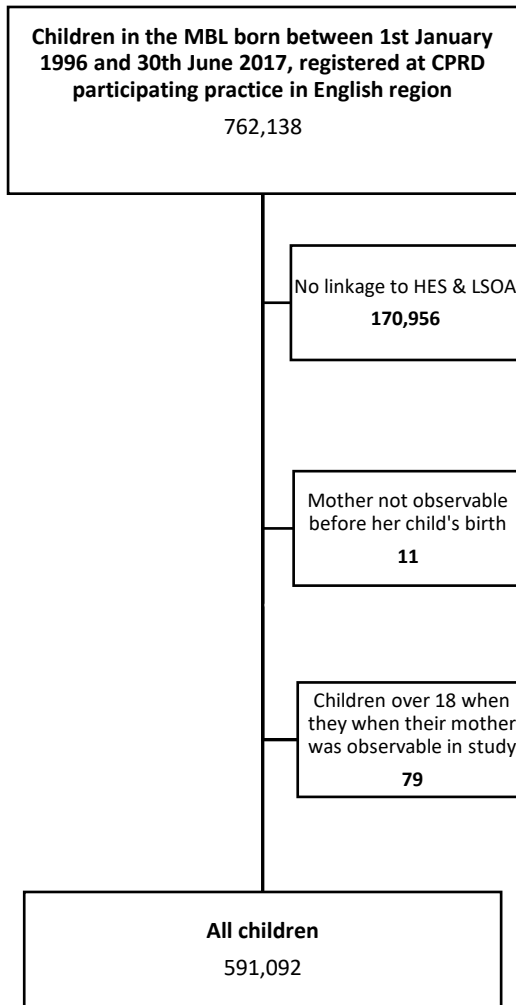 Children in the MBL born between 1st January
1996 and 30th June 2017, registered at CPRD
participating practice in English region
762,138
No linkage to HES & LSOA
170,956
Mother not observable
before her child's birth
11
Children over 18 when
they when their mother
was observable in study
79
All children
591,092